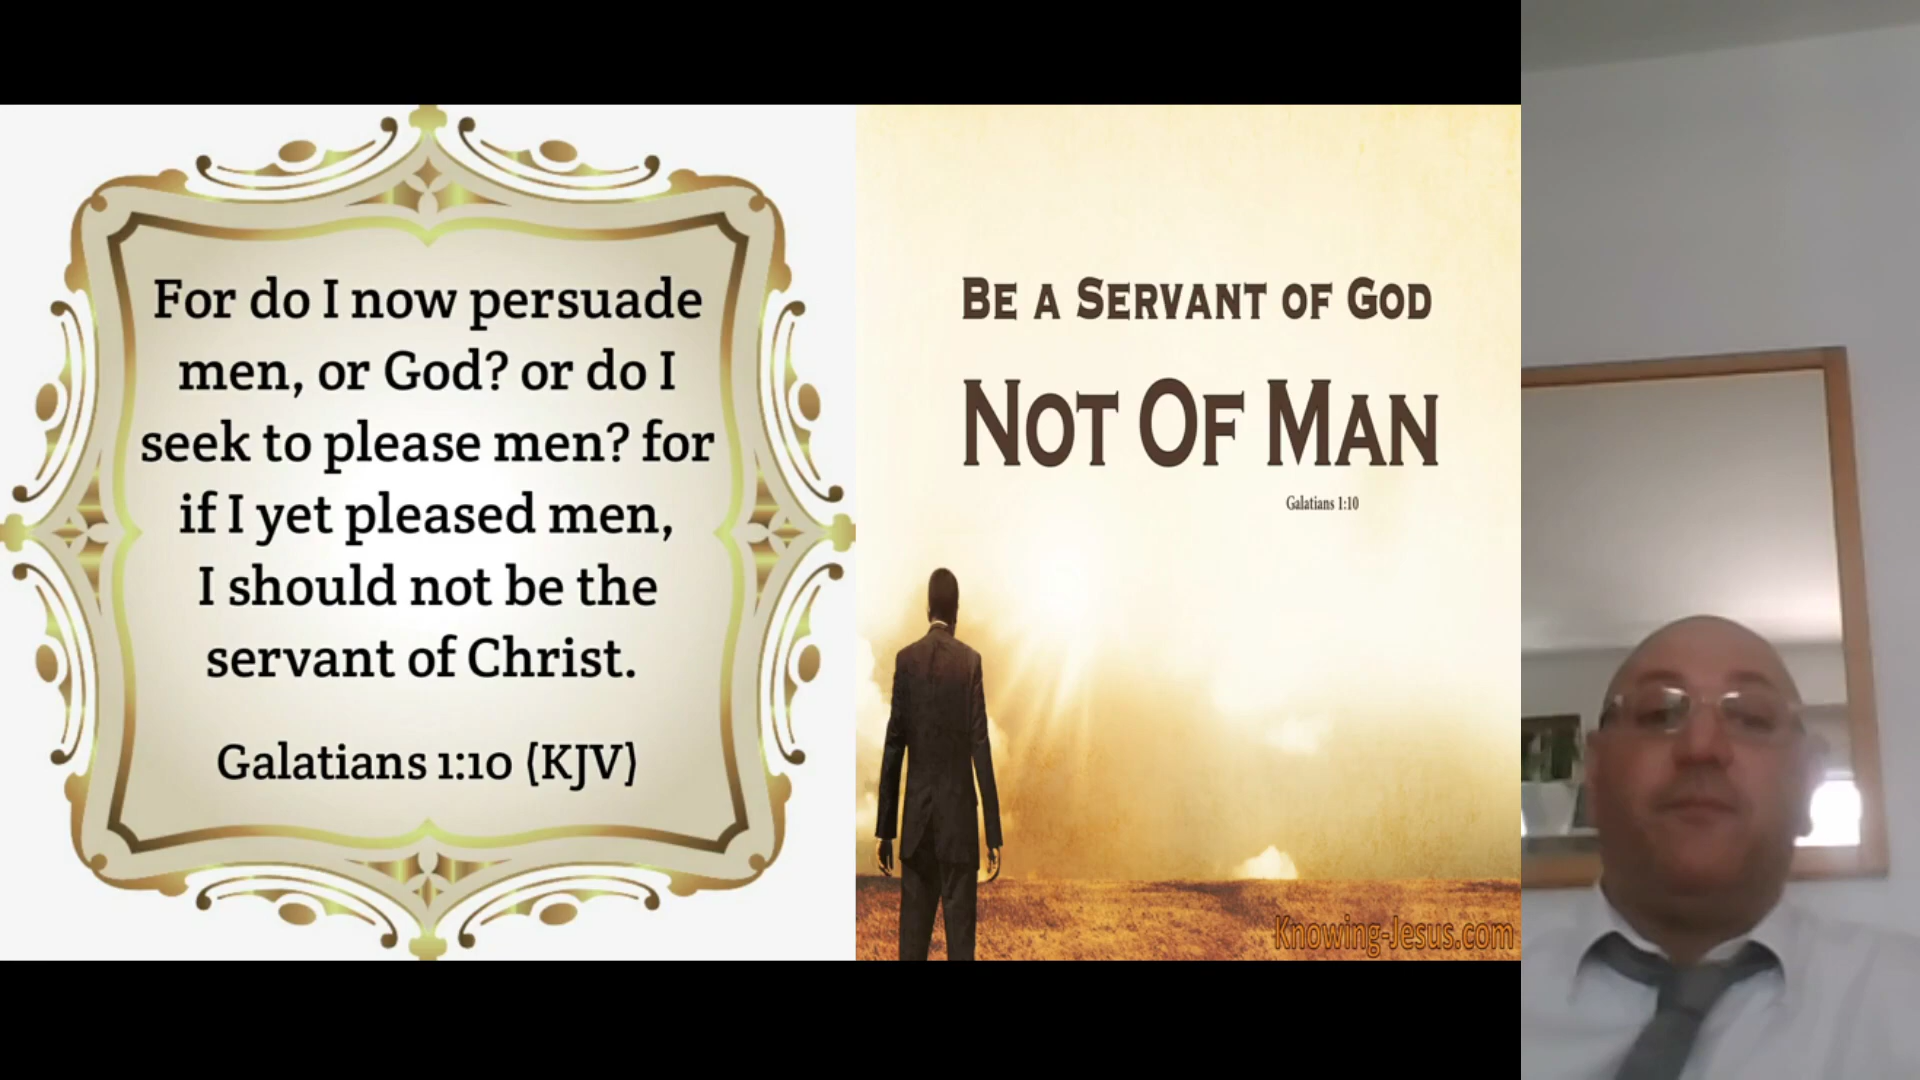 For do I now persuade
men, or God? or do I
seek to please men? for
if I yet pleased men,
I should not be the
servant of Christ.
Galatians 1:10 (KJV)
BE A SERVANT OF GOD
NOT OF MAN
Galatians 1:10
Knowing-Jesus.com